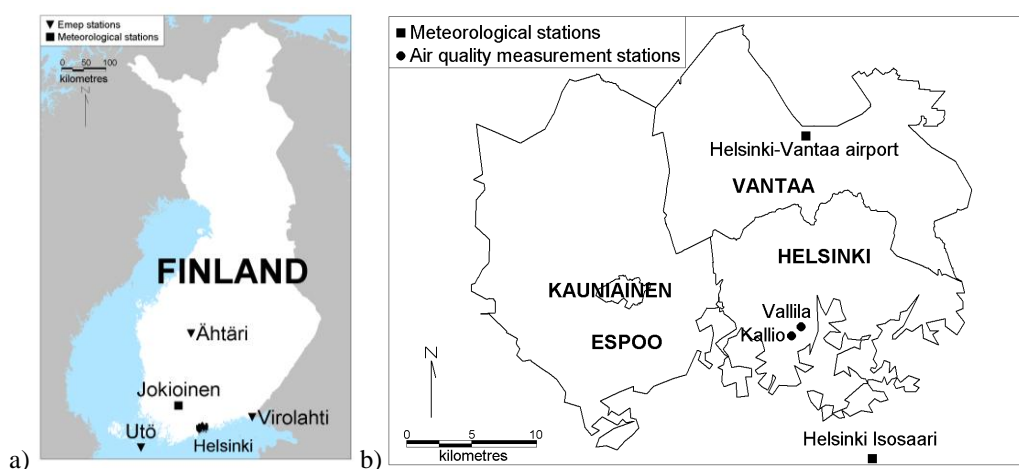 Emep stations
Meteorological stations
0 50 100
kilometres
N
FINLAND
Ähtäri
Jokioinen
Virolahti
Utö
Helsinki
a)
Meteorological stations
Air quality measurement stations
Helsinki-Vantaa airport
VANTAA
HELSINKI
KAUNIAINEN
Vallila
Kallio
ESPOO
N
0 5 10
kilometres
Helsinki Isosaari
b)